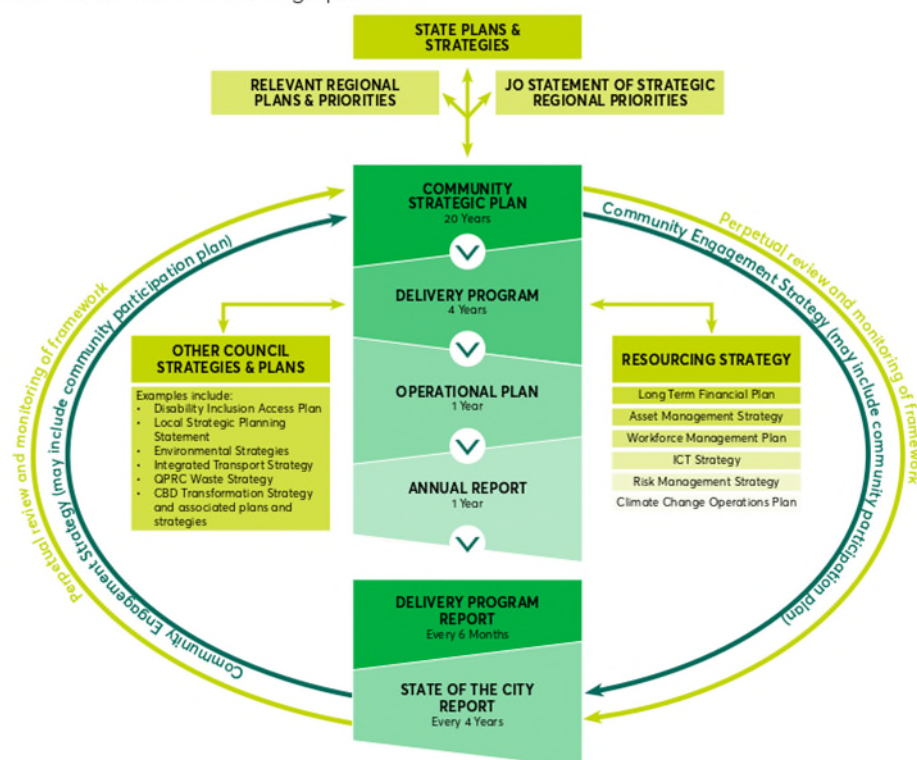 STATE PLANS &
STRATEGIES
RELEVANT REGIONAL
PLANS & PRIORITIES
JO STATEMENT OF STRATEGIC
REGIONAL PRIORITIES
COMMUNITY
STRATEGIC PLAN
20 Years
DELIVERY PROGRAM
4 Years
OPERATIONAL PLAN
1 Year
ANNUAL REPORT
1 Year
DELIVERY PROGRAM
REPORT
Every 6 Months
STATE OF THE CITY
REPORT
Every 4 Years
OTHER COUNCIL
STRATEGIES & PLANS
Examples include:
• Disability Inclusion Access Plan
• Local Strategic Planning
Statement
• Environmental Strategies
• Integrated Transport Strategy
• QPRC Waste Strategy
• CBD Transformation Strategy
and associated plans and
strategies
RESOURCING STRATEGY
Long Term Financial Plan
Asset Management Strategy
Workforce Management Plan
ICT Strategy
Risk Management Strategy
Climate Change Operations Plan
Perpetual review and monitoring of framework
Community Engagement Strategy (may include community participation plan)
Perpetual review and monitoring of framework
Community Engagement Strategy (may include community participation plan)